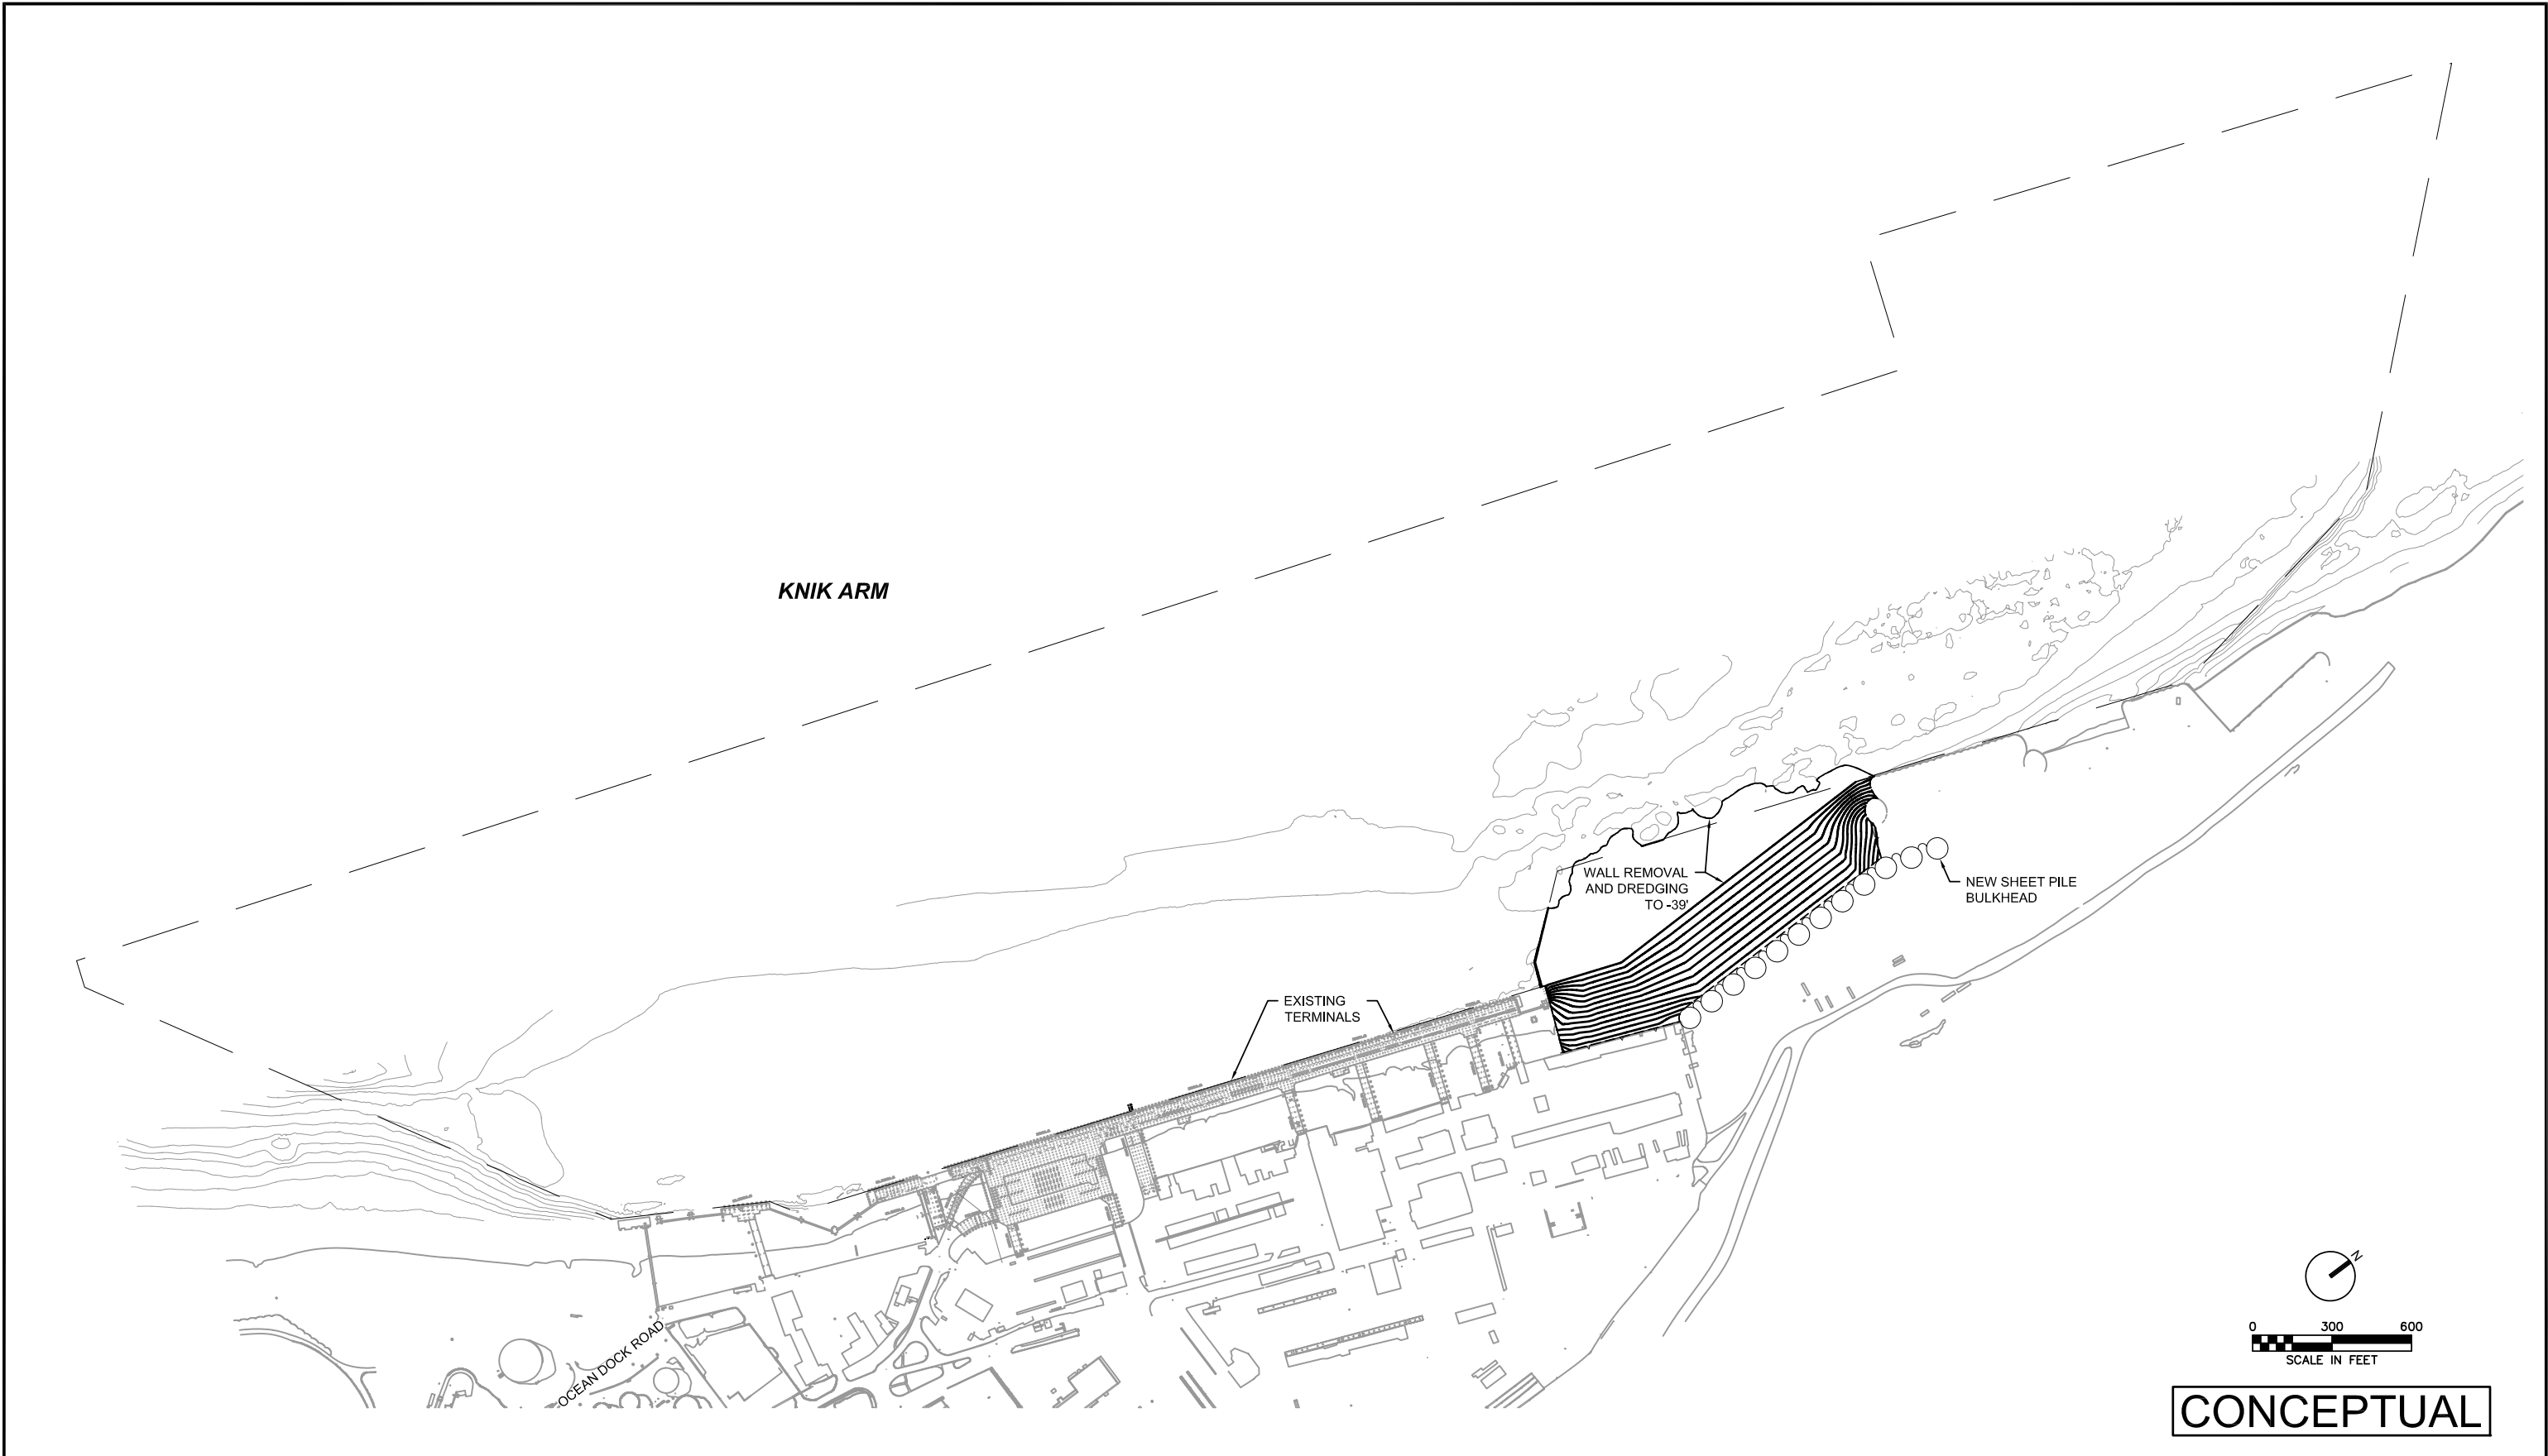 KNIK ARM
WALL REMOVAL
AND DREDGING
TO -39'
NEW SHEET PILE
BULKHEAD
EXISTING
TERMINALS
OCEAN DOCK ROAD
N
0 300 600
SCALE IN FEET
CONCEPTUAL